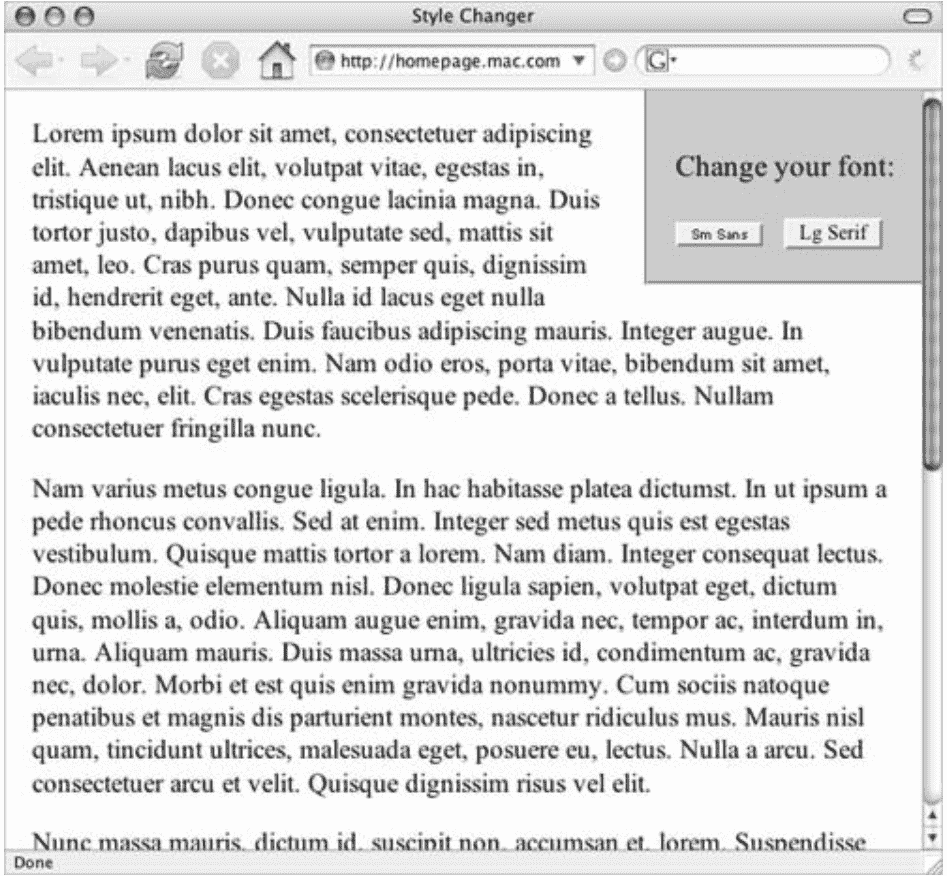 Style Changer
http://homepage.mac.com
G
Lorem ipsum dolor sit amet, consectetuer adipiscing
elit. Aenean lacus elit, volutpat vitae, egestas in,
tristique ut, nibh. Donec congue lacinia magna. Duis
tortor justo, dapibus vel, vulputate sed, mattis sit
amet, leo. Cras purus quam, semper quis, dignissim
id, hendrerit eget, ante. Nulla id lacus eget nulla
bibendum venenatis. Duis faucibus adipiscing mauris. Integer augue. In
vulputate purus eget enim. Nam odio eros, porta vitae, bibendum sit amet,
iaculis nec, elit. Cras egestas scelerisque pede. Donec a tellus. Nullam
consectetuer fringilla nunc.
Change your font:
Sm Sans
Lg Serif
Nam varius metus congue ligula. In hac habitasse platea dictumst. In ut ipsum a
pede rhoncus convallis. Sed at enim. Integer sed metus quis est egestas
vestibulum. Quisque mattis tortor a lorem. Nam diam. Integer consequat lectus.
Donec molestie elementum nisl. Donec ligula sapien, volutpat eget, dictum
quis, mollis a, odio. Aliquam augue enim, gravida nec, tempor ac, interdum in,
urna. Aliquam mauris. Duis massa urna, ultricies id, condimentum ac, gravida
nec, dolor. Morbi et est quis enim gravida nonummy. Cum sociis natoque
penatibus et magnis dis parturient montes, nascetur ridiculus mus. Mauris nisl
quam, tincidunt ultrices, malesuada eget, posuere eu, lectus. Nulla a arcu. Sed
consectetuer arcu et velit. Quisque dignissim risus vel elit.
Nunc massa mauris, dictum id, suscipit non, accumsan et, lorem. Suspendisse
Done